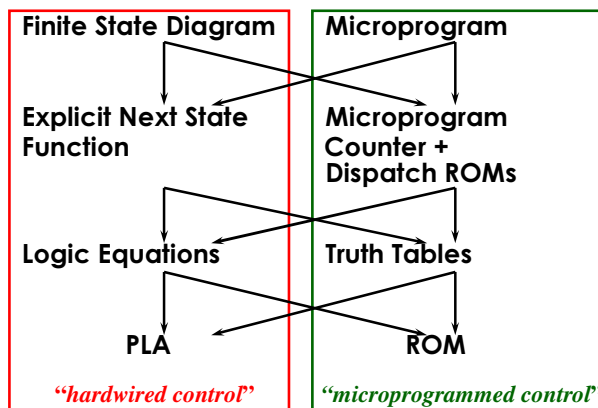 Finite State Diagram
Microprogram
Explicit Next State
Function
Microprogram
Counter +
Dispatch ROMs
Logic Equations
Truth Tables
PLA
ROM
“hardwired control”
“microprogrammed control”